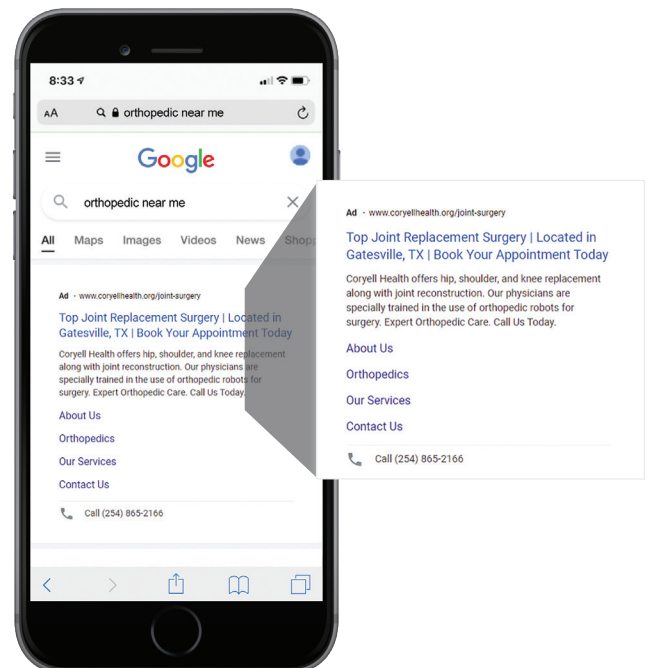 8:33
AA orthopedic near me
Google
orthopedic near me
All Maps Images Videos News Shop
Ad · www.coryellhealth.org/joint-surgery
Top Joint Replacement Surgery | Located in
Gatesville, TX | Book Your Appointment Today
Coryell Health offers hip, shoulder, and knee replacement
along with joint reconstruction. Our physicians are
specially trained in the use of orthopedic robots for
surgery. Expert Orthopedic Care. Call Us Today.
About Us
Orthopedics
Our Services
Contact Us
Call (254) 865-2166
Ad · www.coryellhealth.org/joint-surgery
Top Joint Replacement Surgery | Located in
Gatesville, TX | Book Your Appointment Today
Coryell Health offers hip, shoulder, and knee replacement
along with joint reconstruction. Our physicians are
specially trained in the use of orthopedic robots for
surgery. Expert Orthopedic Care. Call Us Today.
About Us
Orthopedics
Our Services
Contact Us
Call (254) 865-2166